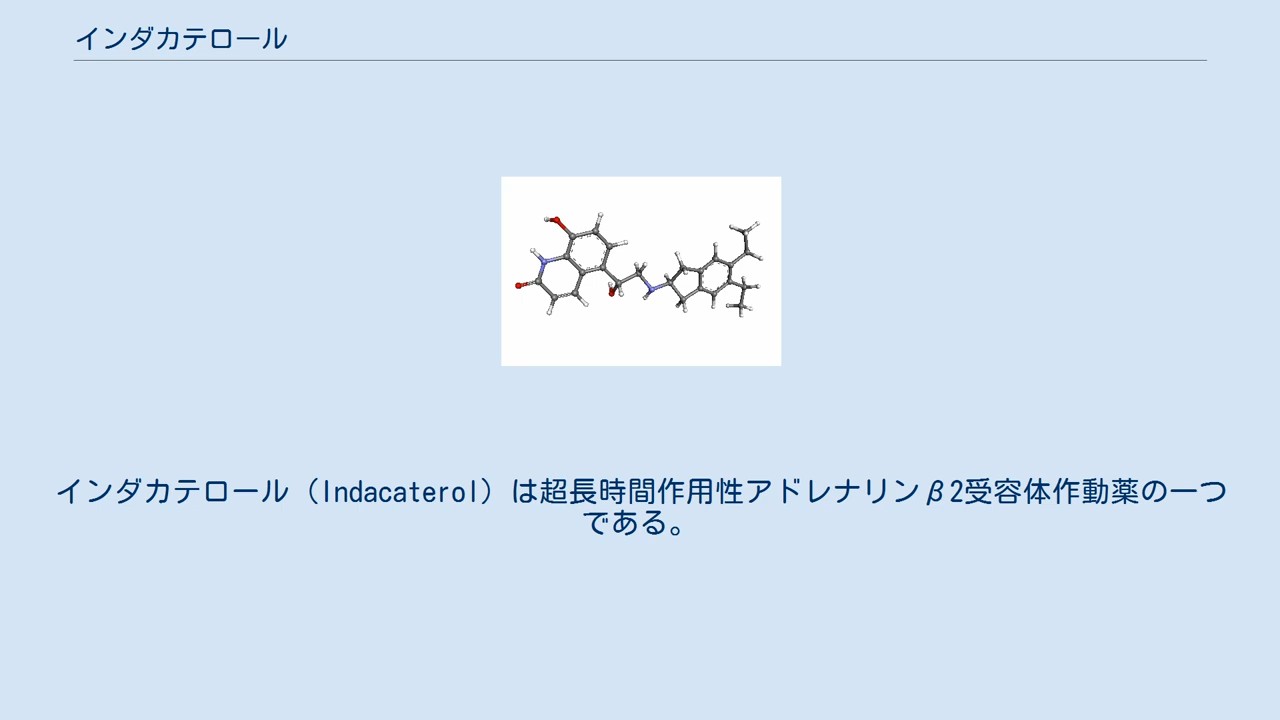 インダカテロール
インダカテロール（Indacaterol）は超長時間作用性アドレナリンβ2受容体作動薬の一つ
である。